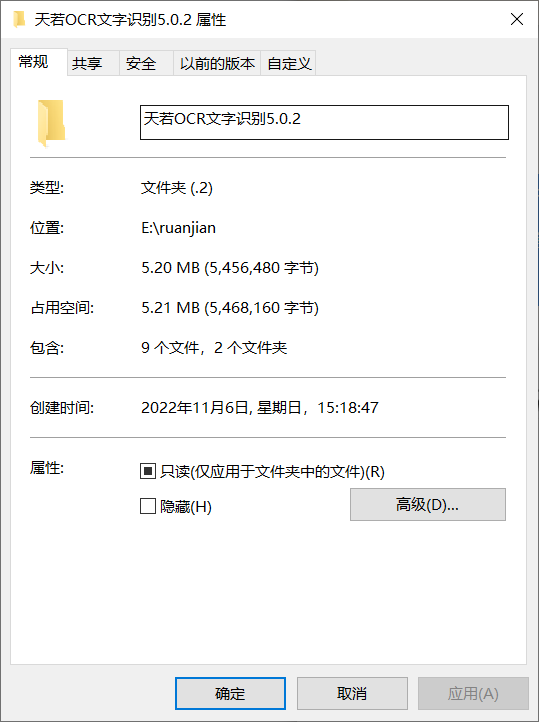 天若OCR文字识别5.0.2 属性
常规 共享 安全 以前的版本 自定义
天若OCR文字识别5.0.2
类型: 文件夹 (.2)
位置: E:\ruanjian
大小: 5.20 MB (5,456,480 字节)
占用空间: 5.21 MB (5,468,160 字节)
包含: 9 个文件，2 个文件夹
创建时间: 2022年11月6日, 星期日，15:18:47
属性: 只读(仅应用于文件夹中的文件)(R)
隐藏(H) 高级(D)...
确定 取消 应用(A)